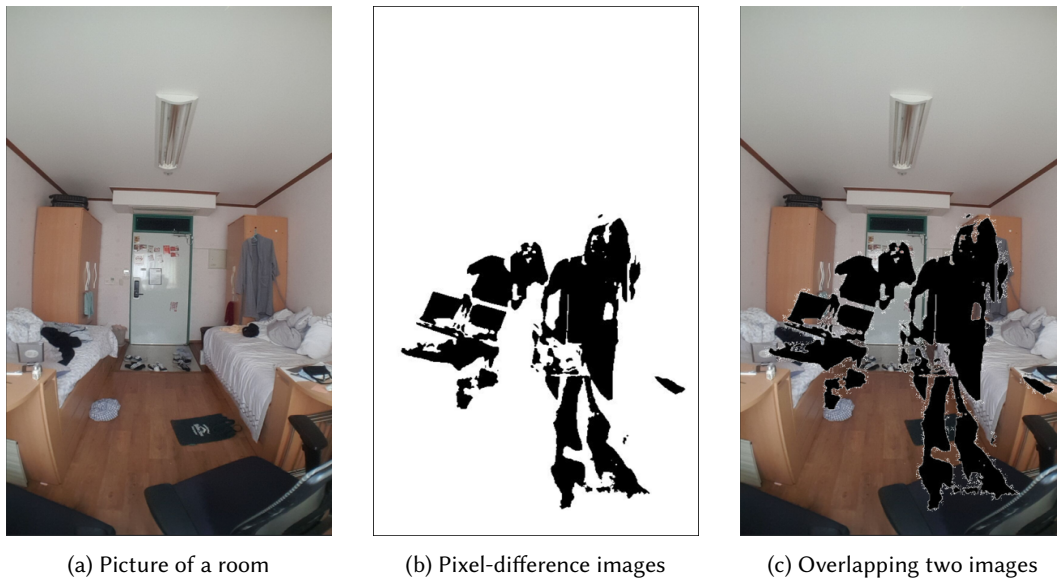 (a) Picture of a room
(b) Pixel-difference images
(c) Overlapping two images